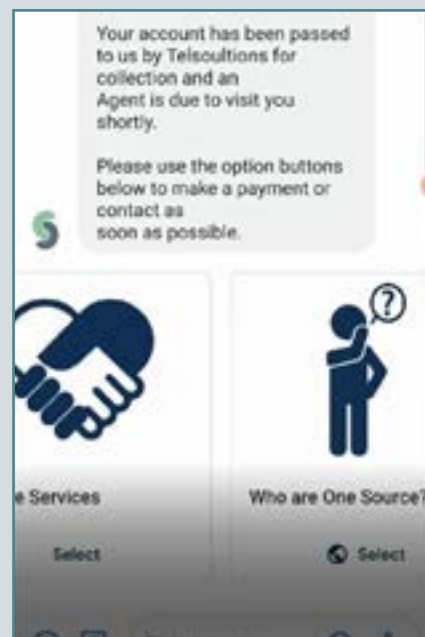 Your account has been passed
to us by Telsoultions for
collection and an
Agent is due to visit you
shortly.
Please use the option buttons
below to make a payment or
contact as
soon as possible.
e Services
Who are One Source?
Select
Select